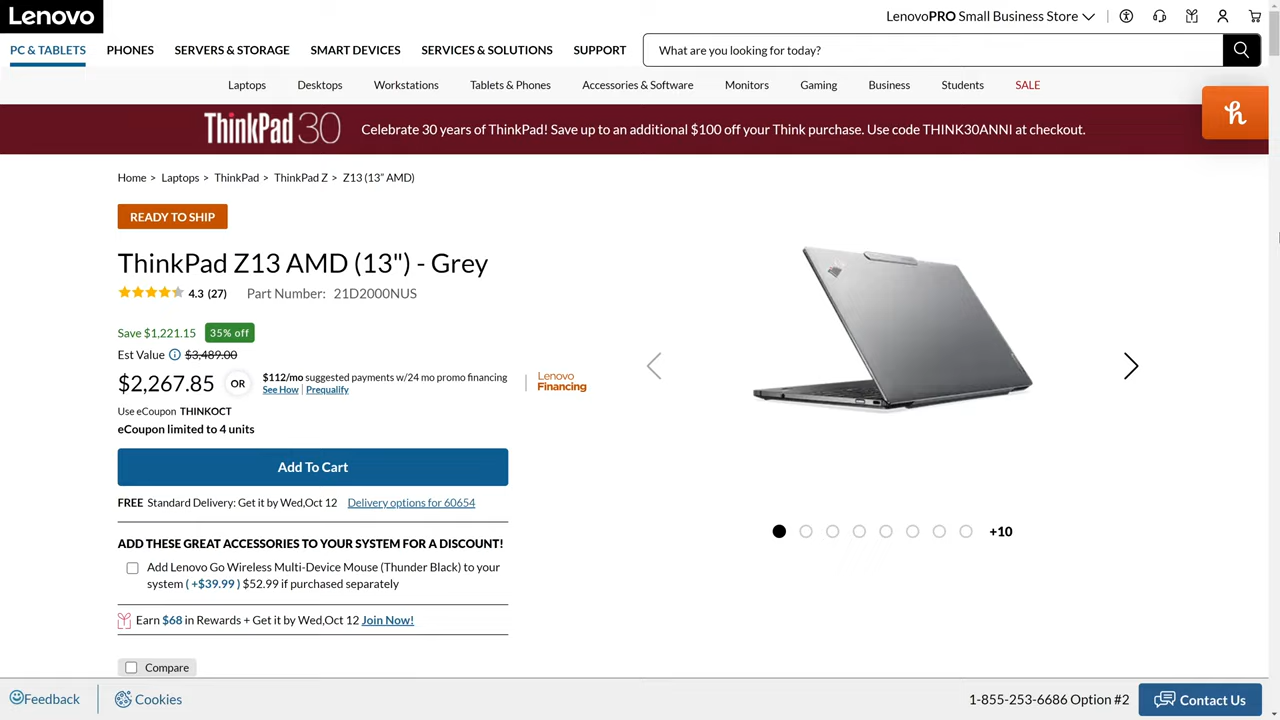 Lenovo
LenovoPRO Small Business Store
PC & TABLETS
PHONES
SERVERS & STORAGE
SMART DEVICES
SERVICES & SOLUTIONS
SUPPORT
What are you looking for today?
Laptops
Desktops
Workstations
Tablets & Phones
Accessories & Software
Monitors
Gaming
Business
Students
SALE
ThinkPad 30
Celebrate 30 years of ThinkPad! Save up to an additional $100 off your Think purchase. Use code THINK30ANNI at checkout.
Home > Laptops > ThinkPad > ThinkPad Z > Z13 (13” AMD)
READY TO SHIP
ThinkPad Z13 AMD (13") - Grey
4.3 (27) Part Number: 21D2000NUS
Save $1,221.15 35% off
Est Value $3,489.00
$2,267.85 OR $112/mo suggested payments w/24 mo promo financing
See How | Prequalify
Lenovo
Financing
Use eCoupon THINKOCT
eCoupon limited to 4 units
Add To Cart
FREE Standard Delivery: Get it by Wed,Oct 12 Delivery options for 60654
ADD THESE GREAT ACCESSORIES TO YOUR SYSTEM FOR A DISCOUNT!
Add Lenovo Go Wireless Multi-Device Mouse (Thunder Black) to your
system ( +$39.99 ) $52.99 if purchased separately
Earn $68 in Rewards + Get it by Wed,Oct 12 Join Now!
Compare
+10
Feedback
Cookies
1-855-253-6686 Option #2
Contact Us